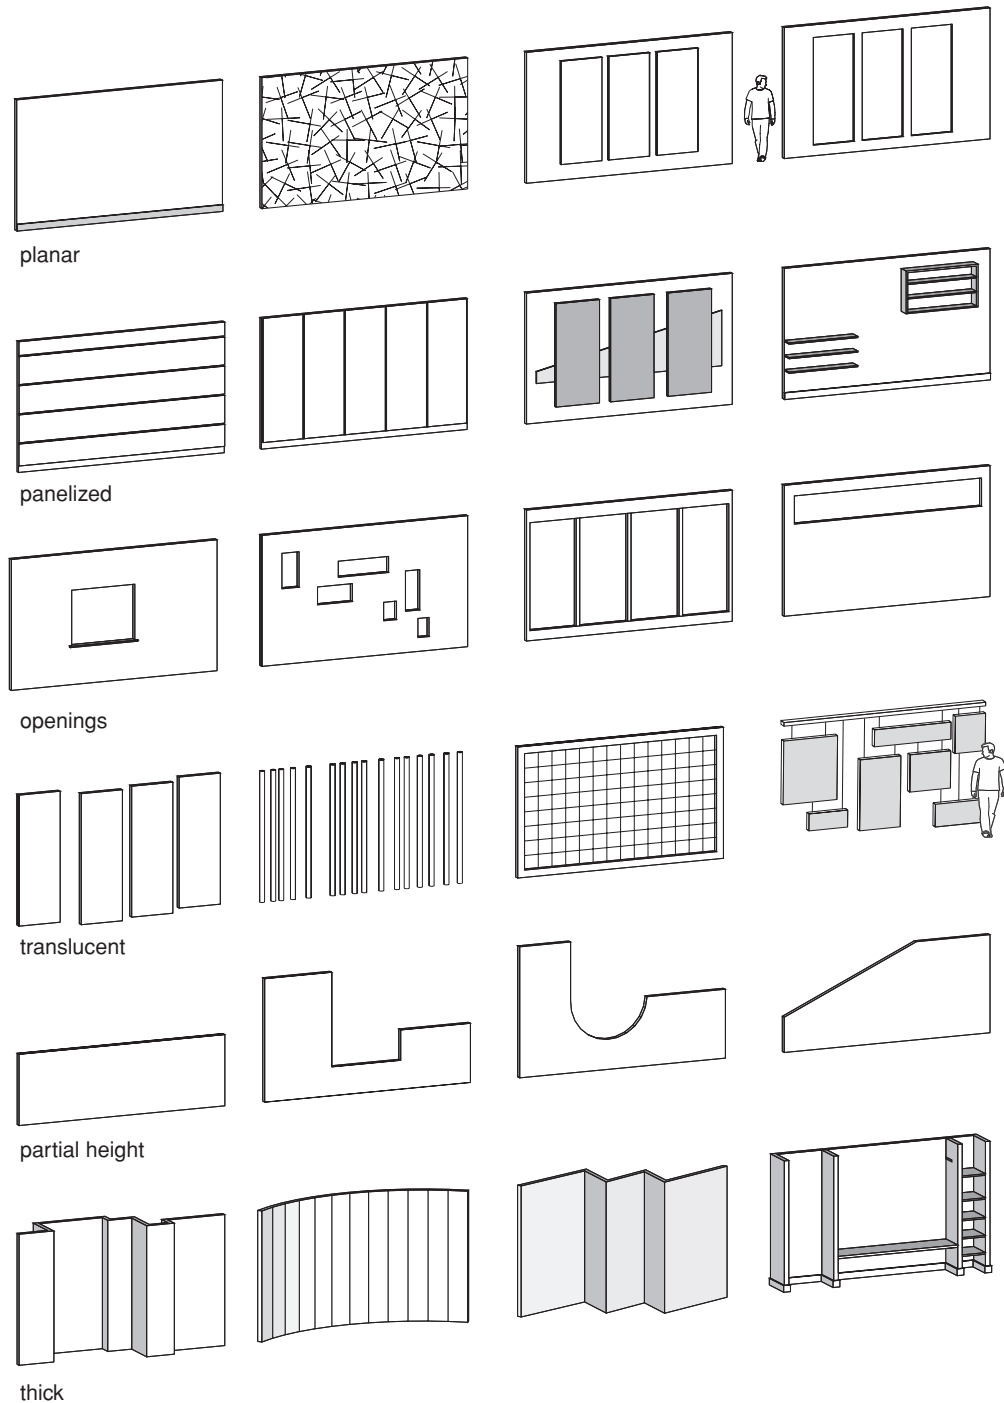 planar
panelized
openings
translucent
partial height
thick